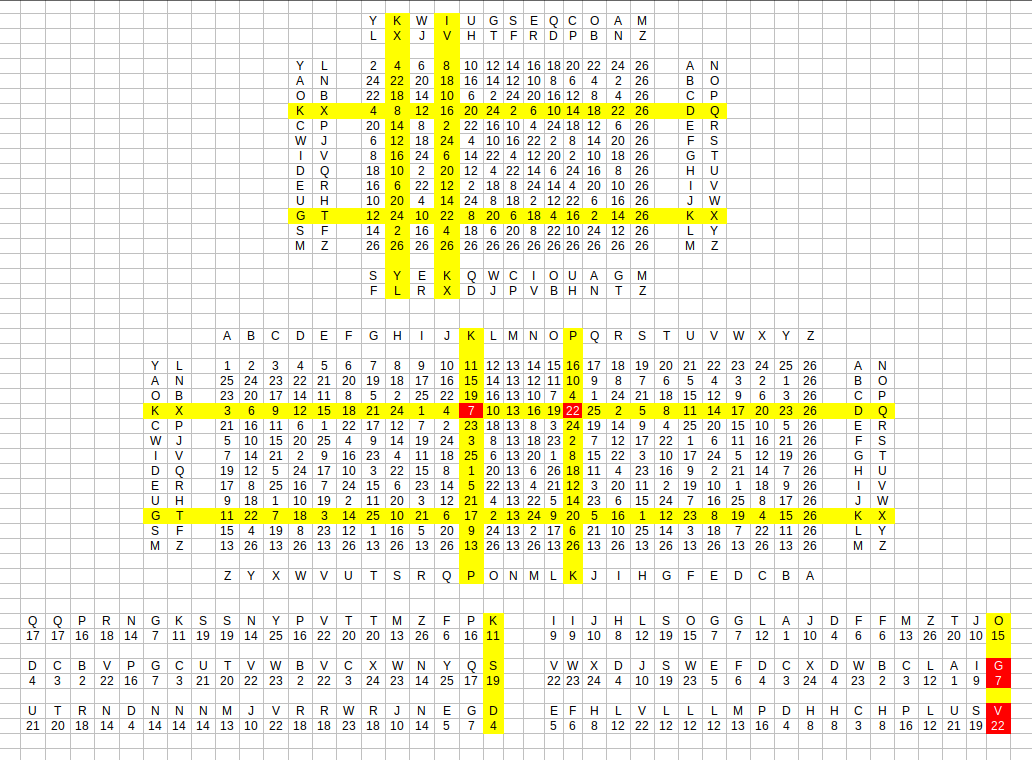 Y K W I U G S E Q C O A M
L X J V H T F R D P B N Z
Y L 2 4 6 8 10 12 14 16 18 20 22 24 26 A N
A N 24 22 20 18 16 14 12 10 8 6 4 2 26 B O
O B 22 18 14 10 6 2 24 20 16 12 8 4 26 C P
K X 4 8 12 16 20 24 2 6 10 14 18 22 26 D Q
C P 20 14 8 2 22 16 10 4 24 18 12 6 26 E R
W J 6 12 18 24 4 10 16 22 2 8 14 20 26 F S
I V 8 16 24 6 14 22 4 12 20 2 10 18 26 G T
D Q 18 10 2 20 12 4 22 14 6 24 16 8 26 H U
E R 16 6 22 12 2 18 8 24 14 4 20 10 26 I V
U H 10 20 4 14 24 8 18 2 12 22 6 16 26 J W
G T 12 24 10 22 8 20 6 18 4 16 2 14 26 K X
S F 14 2 16 4 18 6 20 8 22 10 24 12 26 L Y
M Z 26 26 26 26 26 26 26 26 26 26 26 26 26 M Z
S Y E K Q W C I O U A G M
F L R X D J P V B H N T Z
A B C D E F G H I J K L M N O P Q R S T U V W X Y Z
Y L 1 2 3 4 5 6 7 8 9 10 11 12 13 14 15 16 17 18 19 20 21 22 23 24 25 26 A N
A N 25 24 23 22 21 20 19 18 17 16 15 14 13 12 11 10 9 8 7 6 5 4 3 2 1 26 B O
O B 23 20 17 14 11 8 5 2 25 22 19 16 13 10 7 4 1 24 21 18 15 12 9 6 3 26 C P
K X 3 6 9 12 15 18 21 24 1 4 7 10 13 16 19 22 25 2 5 8 11 14 17 20 23 26 D Q
C P 21 16 11 6 1 22 17 12 7 2 23 18 13 8 3 24 19 14 9 4 25 20 15 10 5 26 E R
W J 5 10 15 20 25 4 9 14 19 24 3 8 13 18 23 2 7 12 17 22 1 6 11 16 21 26 F S
I V 7 14 21 2 9 16 23 4 11 18 25 6 13 20 1 8 15 22 3 10 17 24 5 12 19 26 G T
D Q 19 12 5 24 17 10 3 22 15 8 1 20 13 6 26 18 11 4 23 16 9 2 21 14 7 26 H U
E R 17 8 25 16 7 24 15 6 23 14 5 22 13 4 21 12 3 20 11 2 19 10 1 18 9 26 I V
U H 9 18 1 10 19 2 11 20 3 12 21 4 13 22 5 14 23 6 15 24 7 16 25 8 17 26 J W
G T 11 22 7 18 3 14 25 10 21 6 17 2 13 24 9 20 5 16 1 12 23 8 19 4 15 26 K X
S F 15 4 19 8 23 12 1 16 5 20 9 24 13 2 17 6 21 10 25 14 3 18 7 22 11 26 L Y
M Z 13 26 13 26 13 26 13 26 13 26 13 26 13 26 13 26 13 26 13 26 13 26 13 26 13 26 M Z
Z Y X W V U T S R Q P O N M L K J I H G F E D C B A
Q Q P R N G K S S N Y P V T T M Z F P K I I J H L S O G G L A J D F F M Z T J O
17 17 16 18 14 7 11 19 19 14 25 16 22 20 20 13 26 6 16 11 9 9 10 8 12 19 15 7 7 12 1 10 4 6 6 13 26 20 10 15
D C B V P G C U T V W B V C X W N Y Q S V W X D J S W E F D C X D W B C L A I G
4 3 2 22 16 7 3 21 20 22 23 2 22 3 24 23 14 25 17 19 22 23 24 4 10 19 23 5 6 4 3 24 4 23 2 3 12 1 9 7
U T R N D N N N M J V R R W R J N E G D E F H L V L L L M P D H H C H P L U S V
21 20 18 14 4 14 14 14 13 10 22 18 18 23 18 10 14 5 7 4 5 6 8 12 22 12 12 12 13 16 4 8 8 3 8 16 12 21 19 22